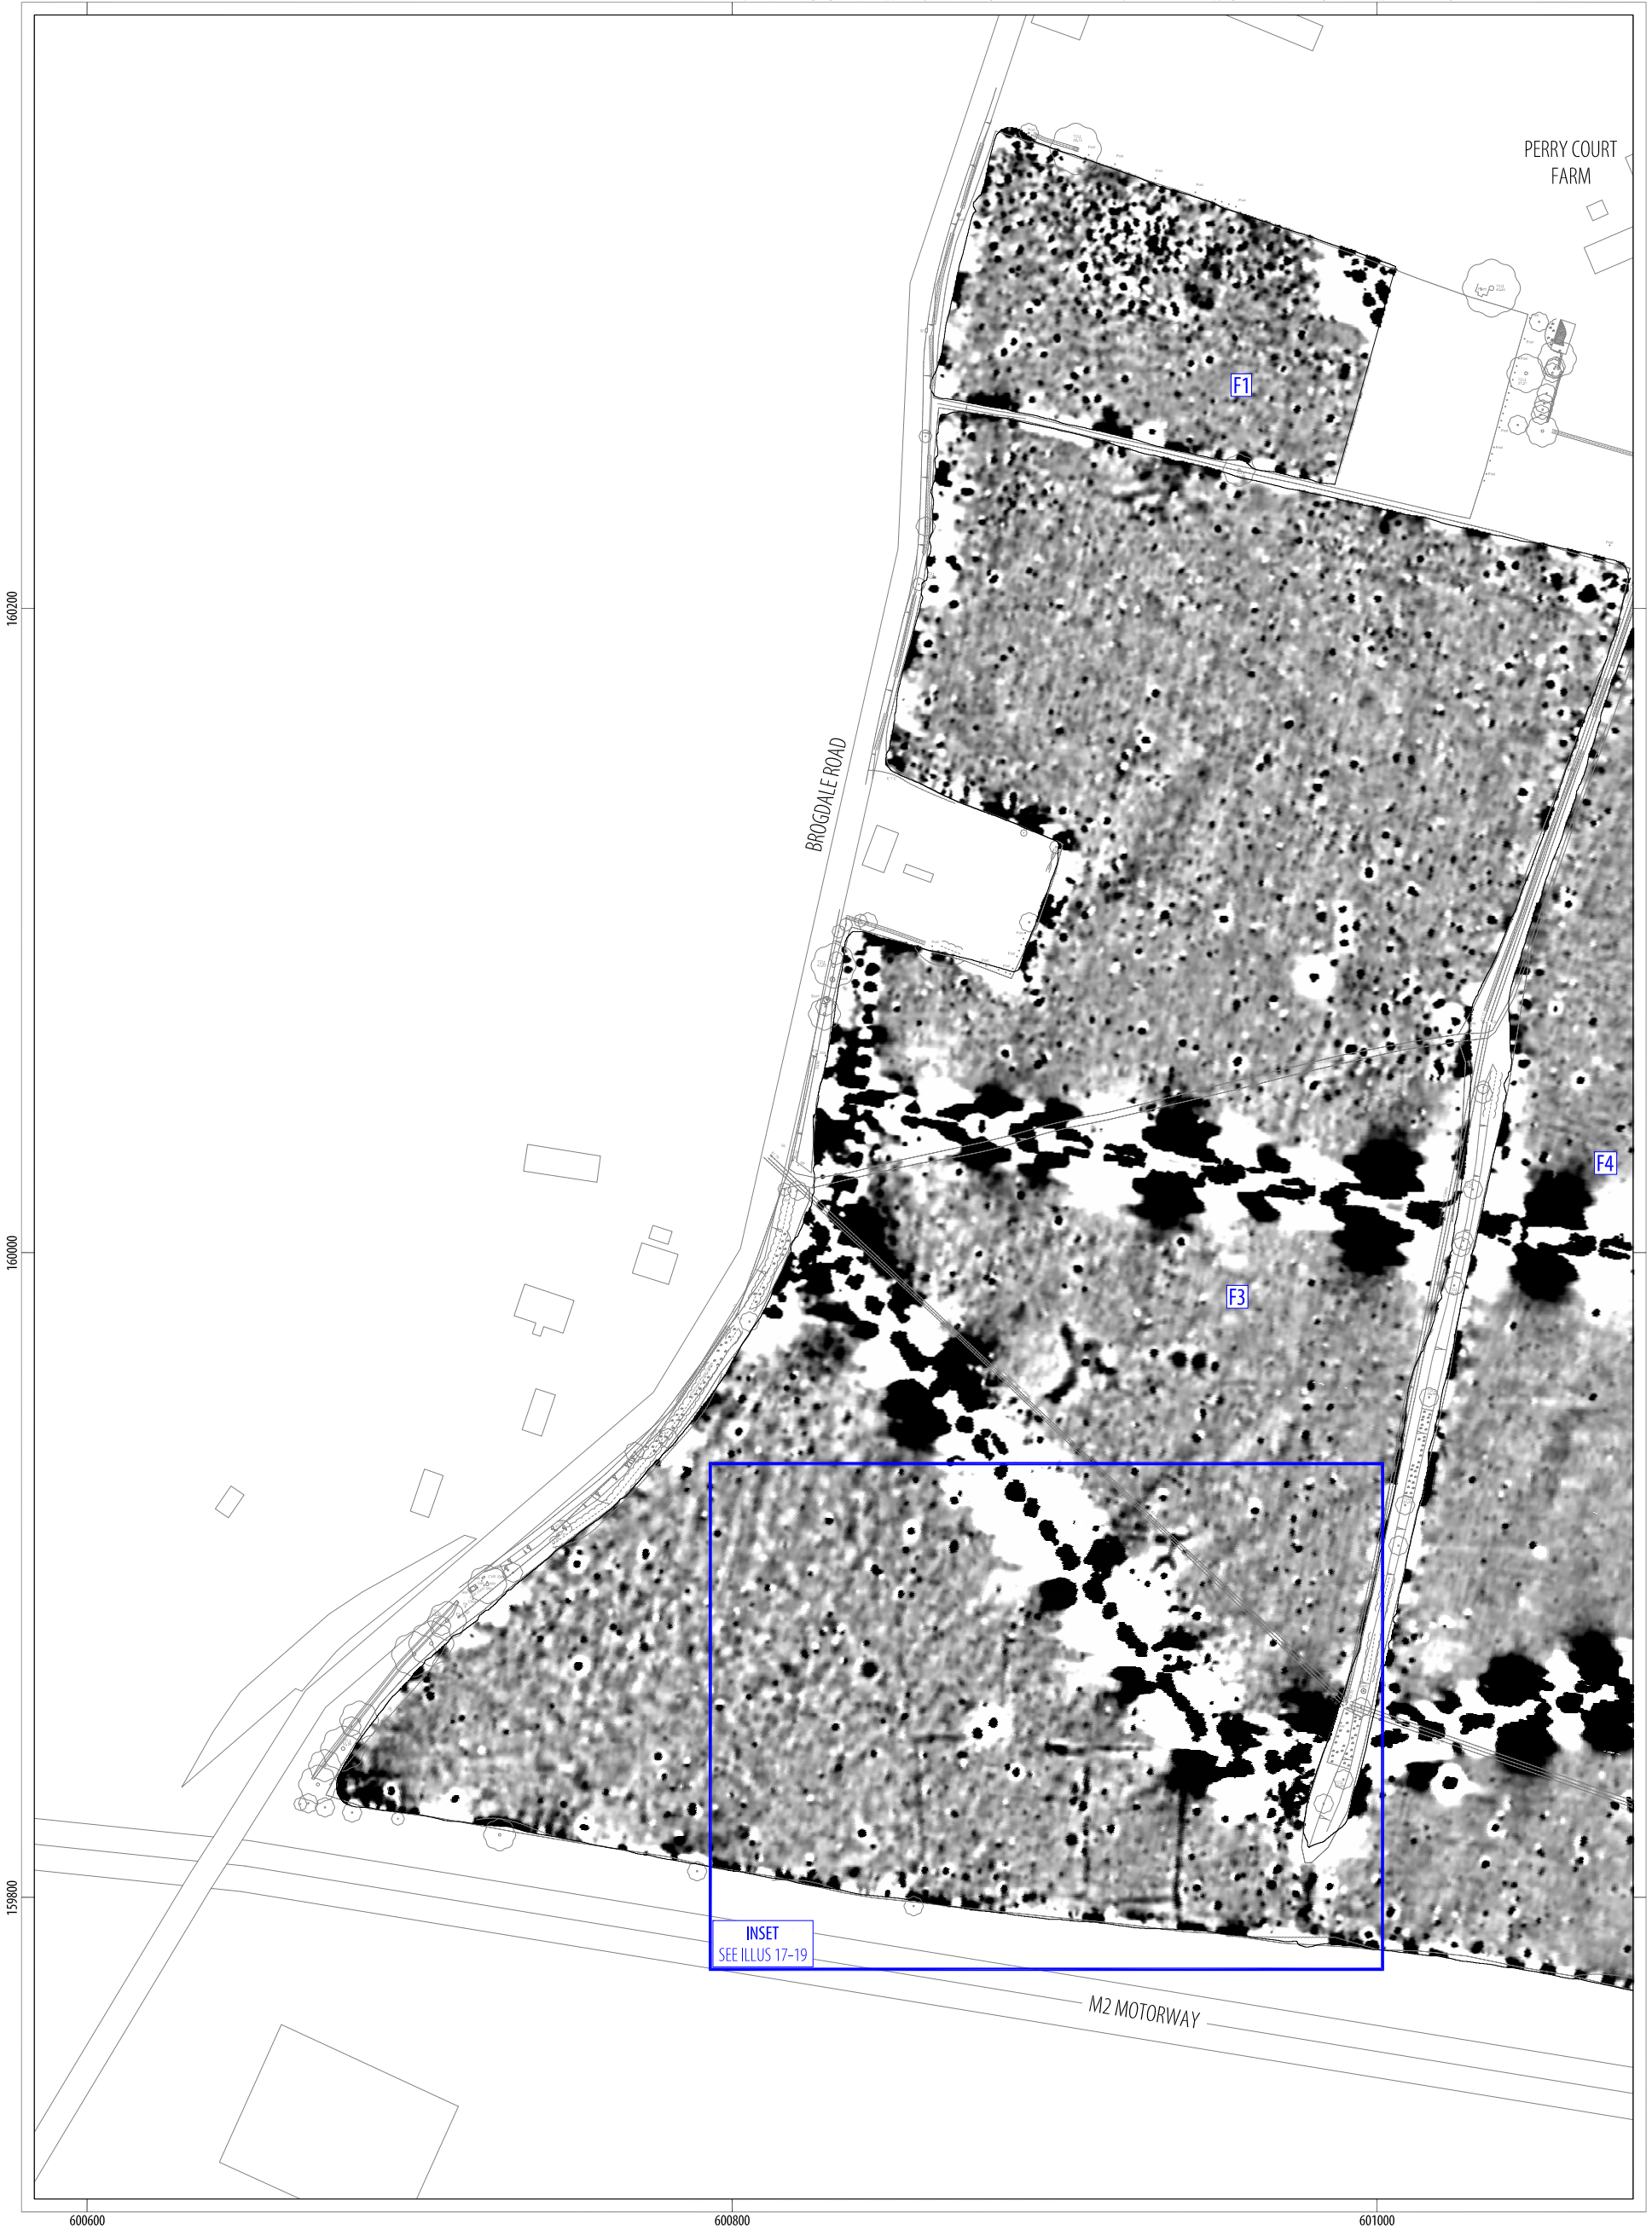 PERRY COURT
FARM
F1
160200
BROGDALE ROAD
F4
160000
F3
159800
INSET
SEE ILLUS 17-19
M2 MOTORWAY
600600
600800
601000